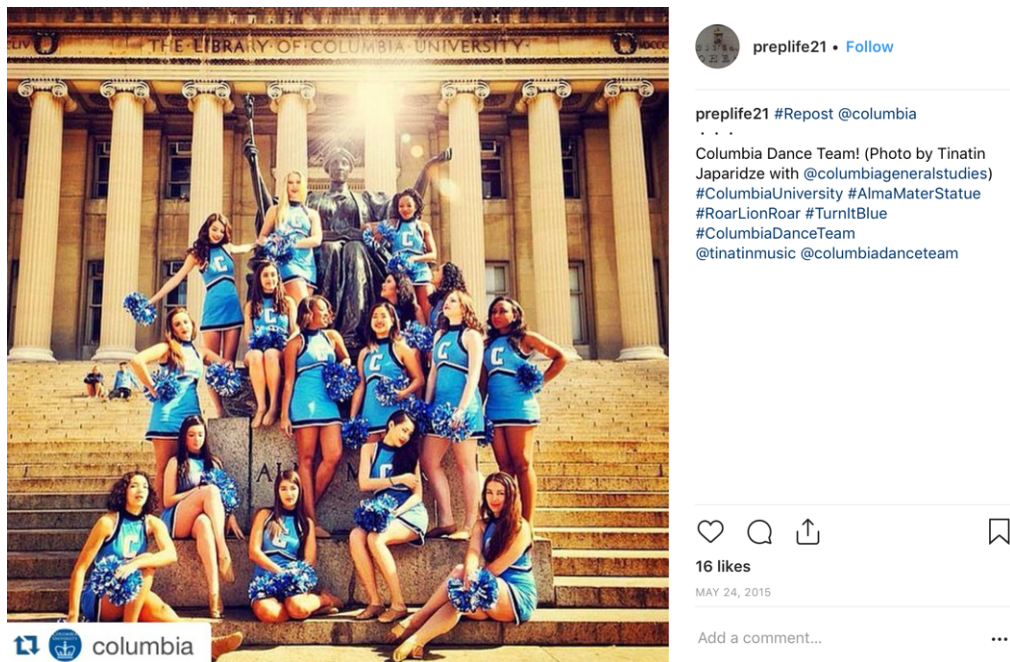 THE LIBRARY OF COLUMBIA UNIVERSITY
C
C
C
C
C
C
C
C
C
C
C
AL M
columbia
preplife21 • Follow
preplife21 #Repost @columbia
・・・
Columbia Dance Team! (Photo by Tinatin
Japaridze with @columbiageneralstudies)
#ColumbiaUniversity #AlmaMaterStatue
#RoarLionRoar #TurnItBlue
#ColumbiaDanceTeam
@tinatinmusic @columbiadanceteam
16 likes
MAY 24, 2015
Add a comment...